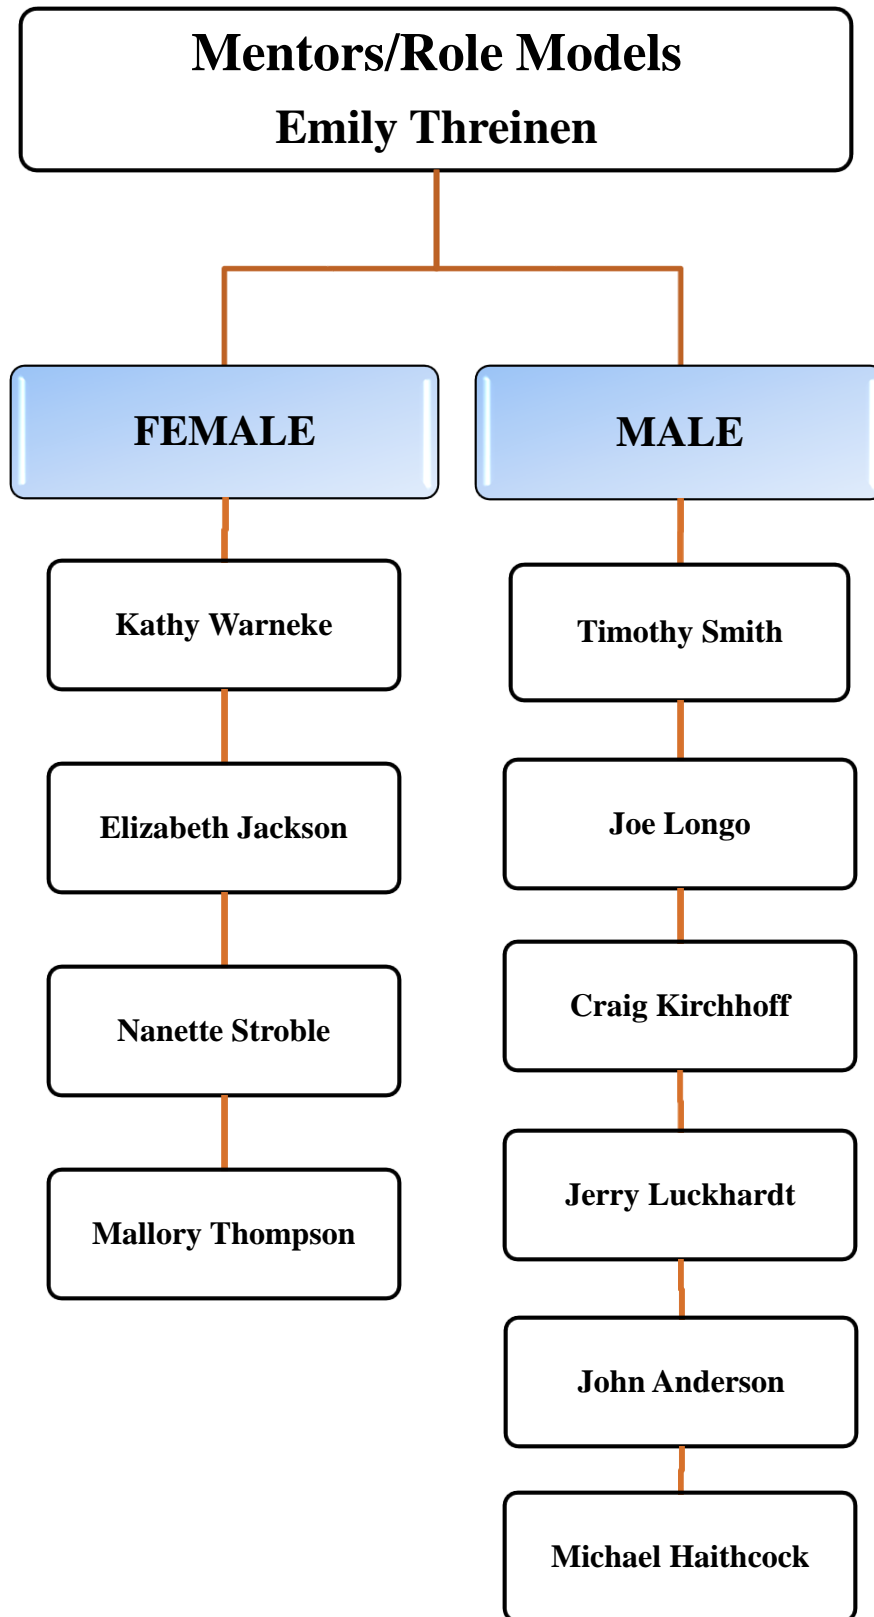 Mentors/Role Models
Emily Threinen
FEMALE
Kathy Warneke
Elizabeth Jackson
Nanette Stroble
Mallory Thompson
MALE
Timothy Smith
Joe Longo
Craig Kirchhoff
Jerry Luckhardt
John Anderson
Michael Haithcock